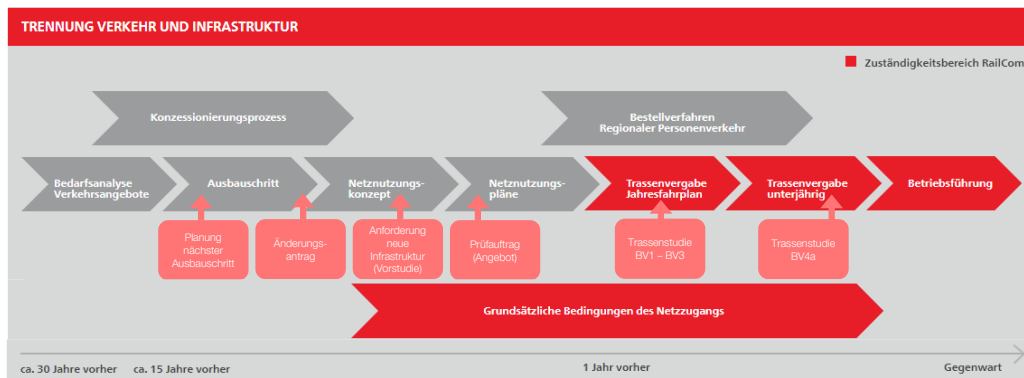 TRENNUNG VERKEHR UND INFRASTRUKTUR
Zuständigkeitsbereich RailCom
Konzessionierungsprozess
Bestellverfahren
Regionaler Personenverkehr
Bedarfsanalyse
Verkehrsangebote
Ausbauschritt
Netznutzungs-
konzept
Netznutzungs-
pläne
Trassenvergabe
Jahresfahrplan
Trassenvergabe
unterjährig
Betriebsführung
Planung
nächster
Ausbauschritt
Änderungs-
antrag
Anforderung
neue
Infrastruktur
(Vorstudie)
Prüfauftrag
(Angebot)
Trassenstudie
BV1 – BV3
Trassenstudie
BV4a
Grundsätzliche Bedingungen des Netzzugangs
ca. 30 Jahre vorher
ca. 15 Jahre vorher
1 Jahr vorher
Gegenwart